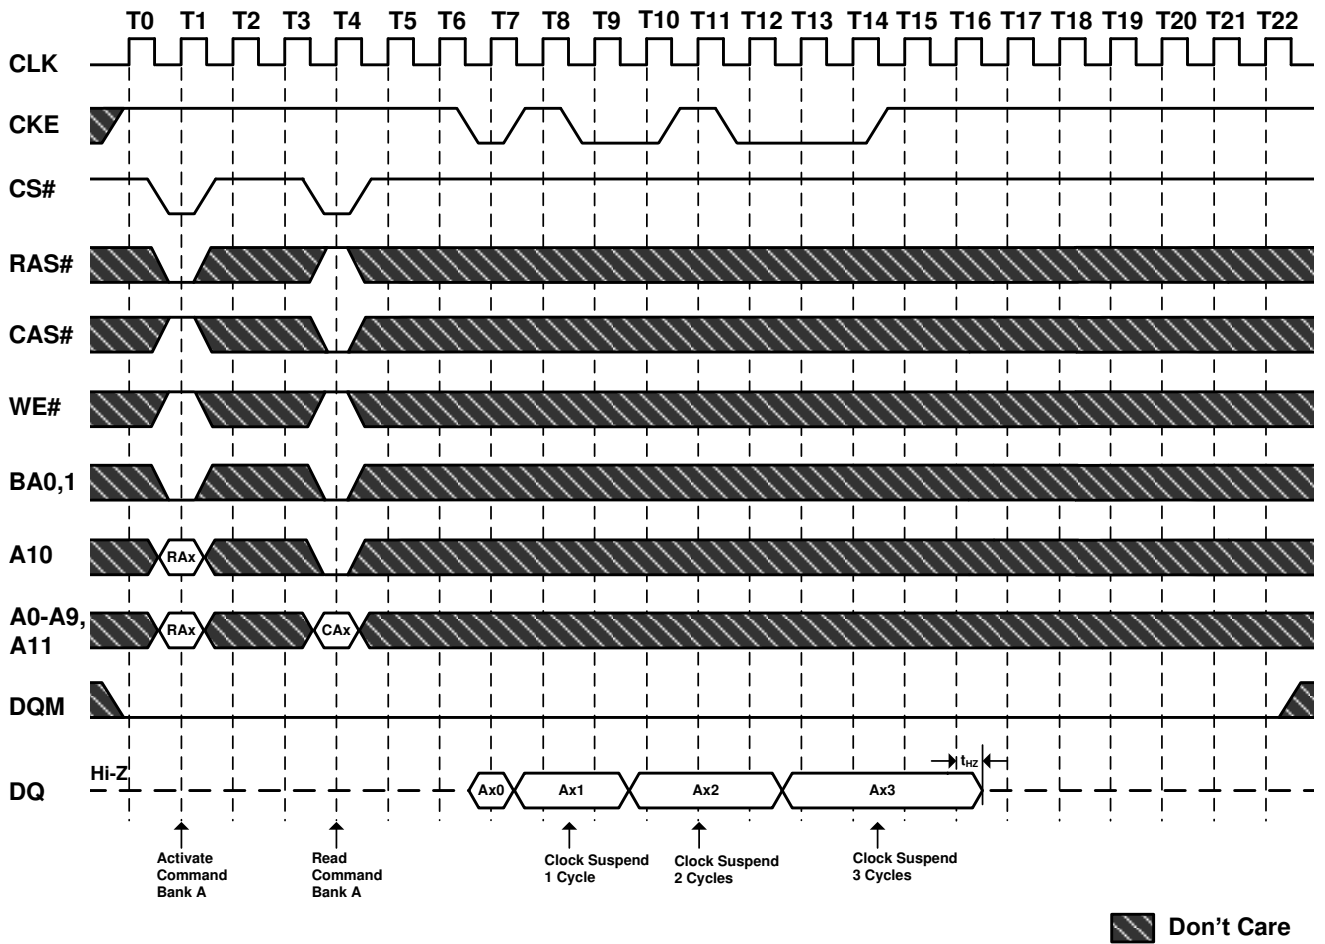 T0 T1 T2 T3 T4 T5 T6 T7 T8 T9 T10 T11 T12 T13 T14 T15 T16 T17 T18 T19 T20 T21 T22
CLK
CKE
CS#
RAS#
CAS#
WE#
BA0,1
A10
RAx
A0-A9,
A11
RAx
CAx
DQM
Hi-Z
tHZ
DQ
Ax0
Ax1
Ax2
Ax3
Activate
Command
Bank A
Read
Command
Bank A
Clock Suspend
1 Cycle
Clock Suspend
2 Cycles
Clock Suspend
3 Cycles
Don't Care